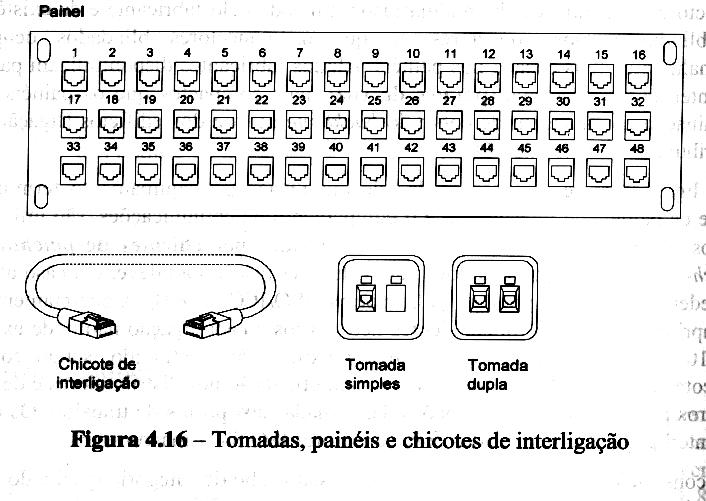 Painel
1 2 3 4 5 6 7 8 9 10 11 12 13 14 15 16
17 18 19 20 21 22 23 24 25 26 27 28 29 30 31 32
33 34 35 36 37 38 39 40 41 42 43 44 45 46 47 48
Chicote de
interligação
Tomada
simples
Tomada
dupla
Figura 4.16 – Tomadas, painéis e chicotes de interligação